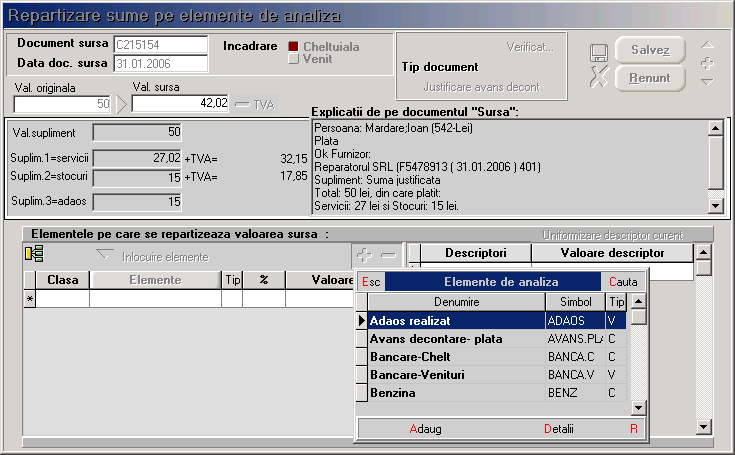 Repartizare sume pe elemente de analiza
Document sursa C215154
Data doc. sursa 31.01.2006
Incadrare Cheltuiala
Venit
Verificat...
Tip document
Justificare avans decont
Salvez
Renunt
Val. originala Val. sursa
50 42,02 TVA
Val.supliment 50
Suplim.1=servicii 27,02 +TVA= 32,15
Suplim.2=stocuri 15 +TVA= 17,85
Suplim.3=adaos 15
Explicatii de pe documentul "Sursa":
Persoana: Mardare;Ioan (542-Lei)
Plata
Ok Furnizor:
Reparatorul SRL (F5478913 ( 31.01.2006 ) 401)
Supliment: Suma justificata
Total: 50 lei, din care platit:
Servicii: 27 lei si Stocuri: 15 lei.
Elementele pe care se repartizeaza valoarea sursa : Uniformizare descriptor curent
Inlocuire elemente
Descriptori Valoare descriptor
Clasa Elemente Tip % Valoare
*
Esc Elemente de analiza Cauta
Denumire Simbol Tip
Adaos realizat ADAOS V
Avans decontare- plata AVANS.PLA C
Bancare-Chelt BANCA.C C
Bancare-Venituri BANCA.V V
Benzina BENZ C
Adaug Detalii R